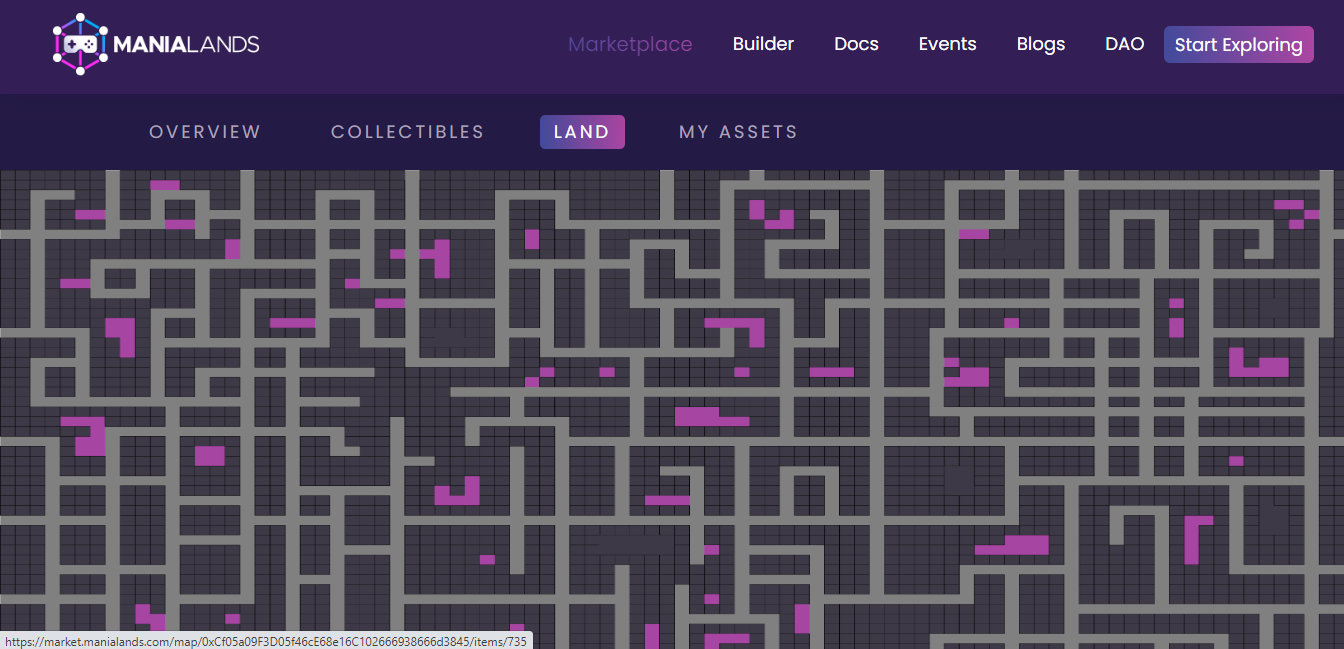 MANIALANDS
Marketplace Builder Docs Events Blogs DAO Start Exploring
OVERVIEW COLLECTIBLES LAND MY ASSETS
https://market.manialands.com/map/0xCf05a09F3D05f46cE68e16C102666938666d3845/items/735